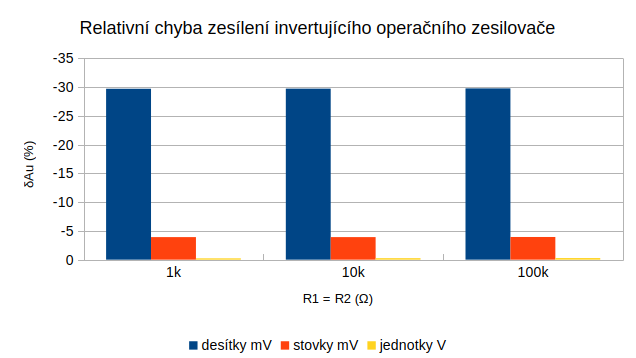 Relativní chyba zesílení invertujícího operačního zesilovače
-35
-30
-25
-20
-15
-10
-5
0
δAu (%)
1k 10k 100k
R1 = R2 (Ω)
desítky mV stovky mV jednotky V